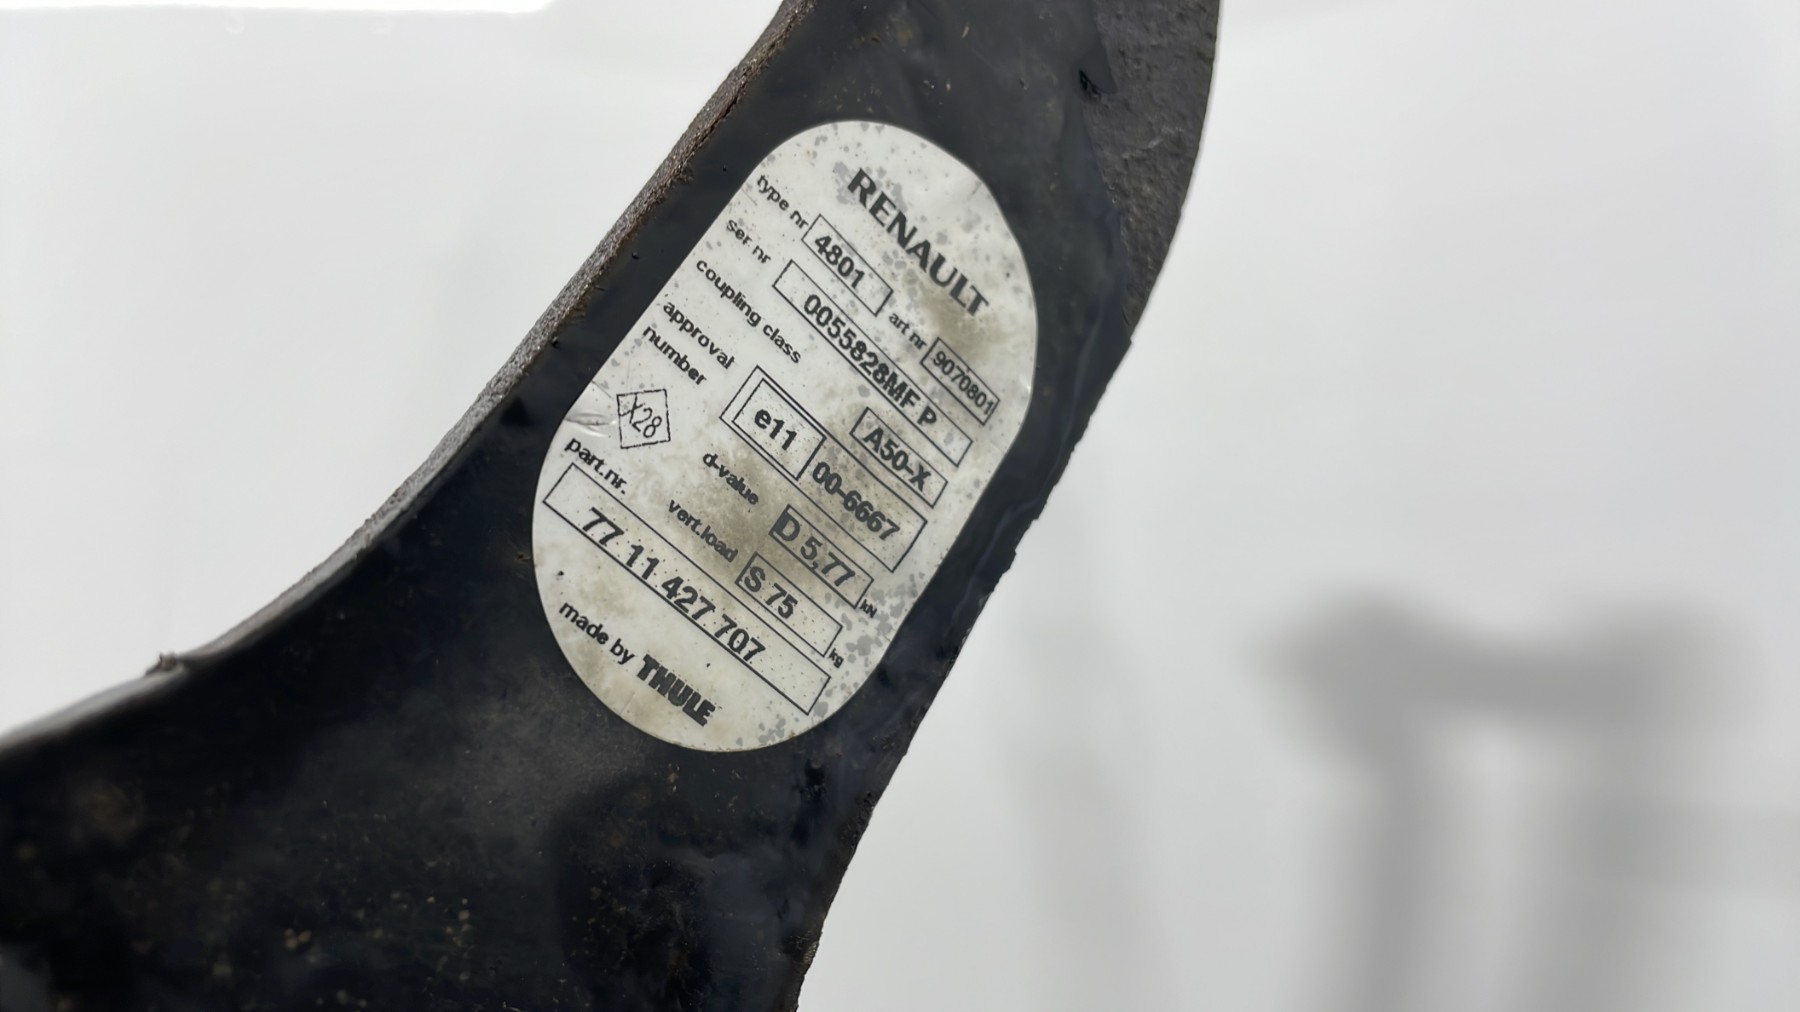 RENAULT
type nr 4801 art nr 9070801
ser nr 0055828MF P
coupling class A50-X
approval number e11 00-6667
X28 d-value D 5,77 kN
vert.load S 75 kg
part.nr. 77 11 427 707
made by THULE